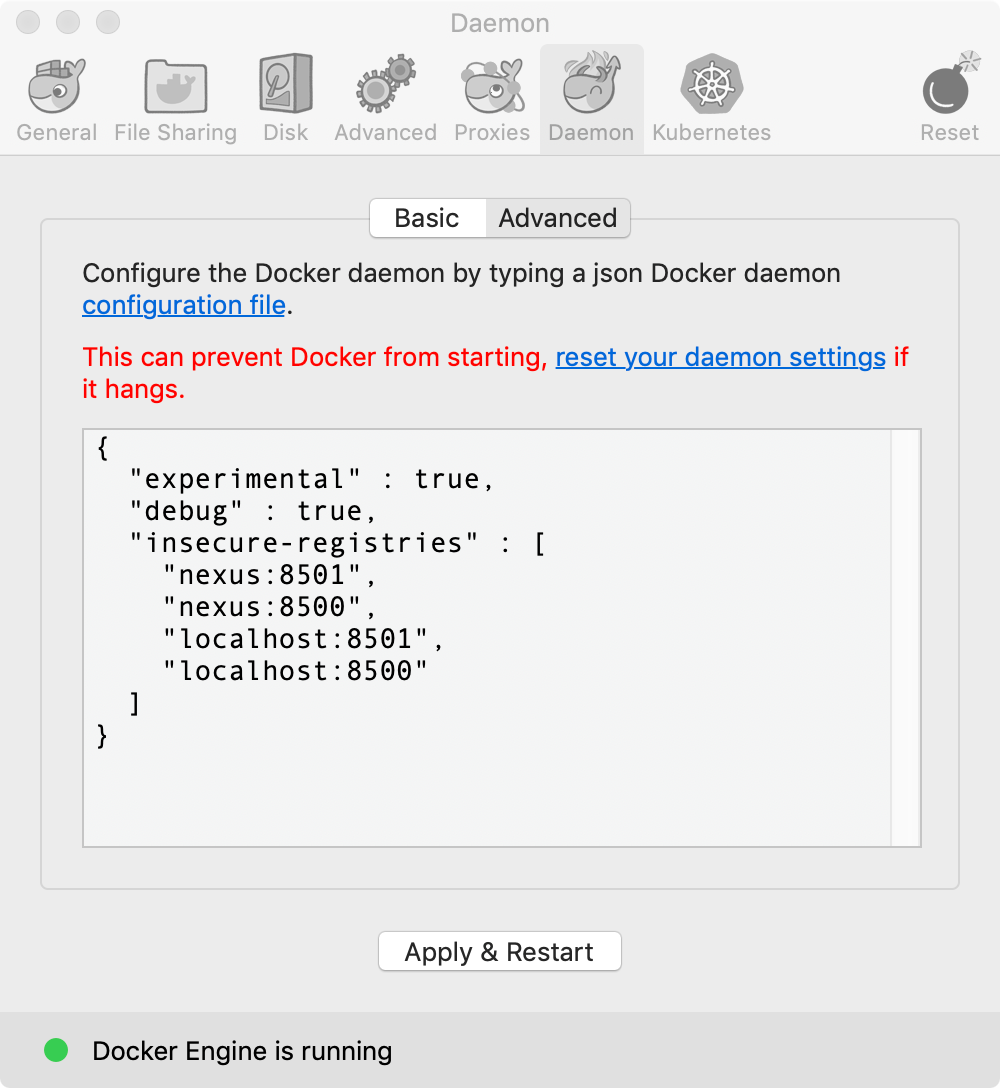 Daemon
General
File Sharing
Disk
Advanced
Proxies
Daemon
Kubernetes
Reset
Basic
Advanced
Configure the Docker daemon by typing a json Docker daemon
configuration file.
This can prevent Docker from starting, reset your daemon settings if
it hangs.
{
  "experimental" : true,
  "debug" : true,
  "insecure-registries" : [
    "nexus:8501",
    "nexus:8500",
    "localhost:8501",
    "localhost:8500"
  ]
}
Apply & Restart
Docker Engine is running